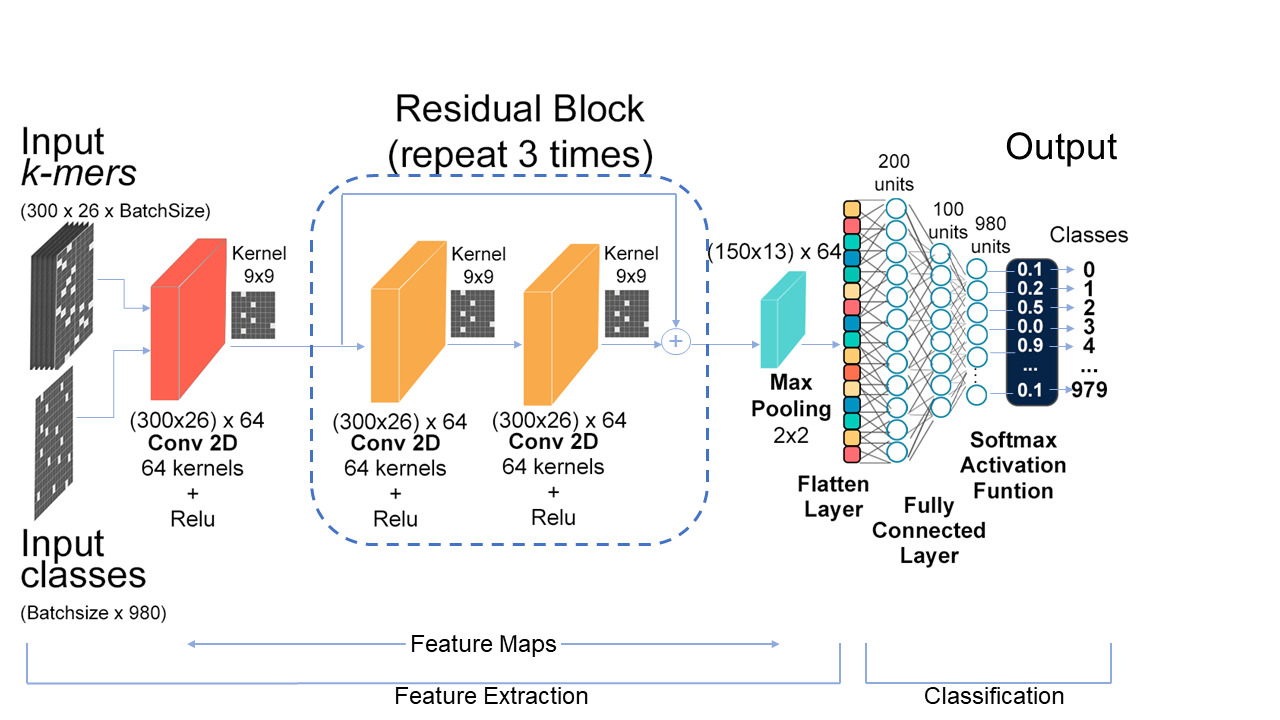 Residual Block
(repeat 3 times)
Input
k-mers
(300 x 26 x BatchSize)
Output
Kernel
9x9
Kernel
9x9
Kernel
9x9
(150x13) x 64
200
units
100
units
980
units
Classes
0.1
0
0.2
1
0.5
2
0.0
3
0.9
4
...
...
0.1
979
+
(300x26) x 64
Conv 2D
64 kernels
+
Relu
(300x26) x 64
Conv 2D
64 kernels
+
Relu
(300x26) x 64
Conv 2D
64 kernels
+
Relu
Max
Pooling
2x2
Flatten
Layer
Fully
Connected
Layer
Softmax
Activation
Funtion
Input
classes
(Batchsize x 980)
Feature Maps
Feature Extraction
Classification